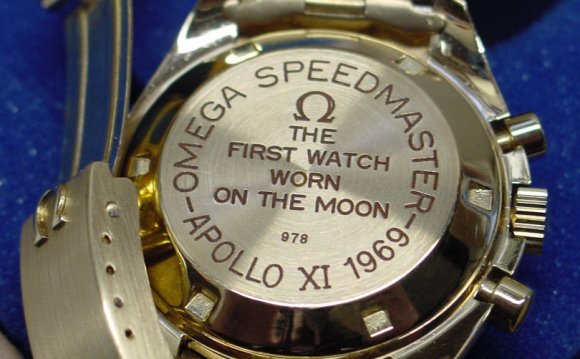 OMEGA SPEEDMASTER
Ω
THE
FIRST WATCH
WORN
ON THE MOON
978
APOLLO XI 1969